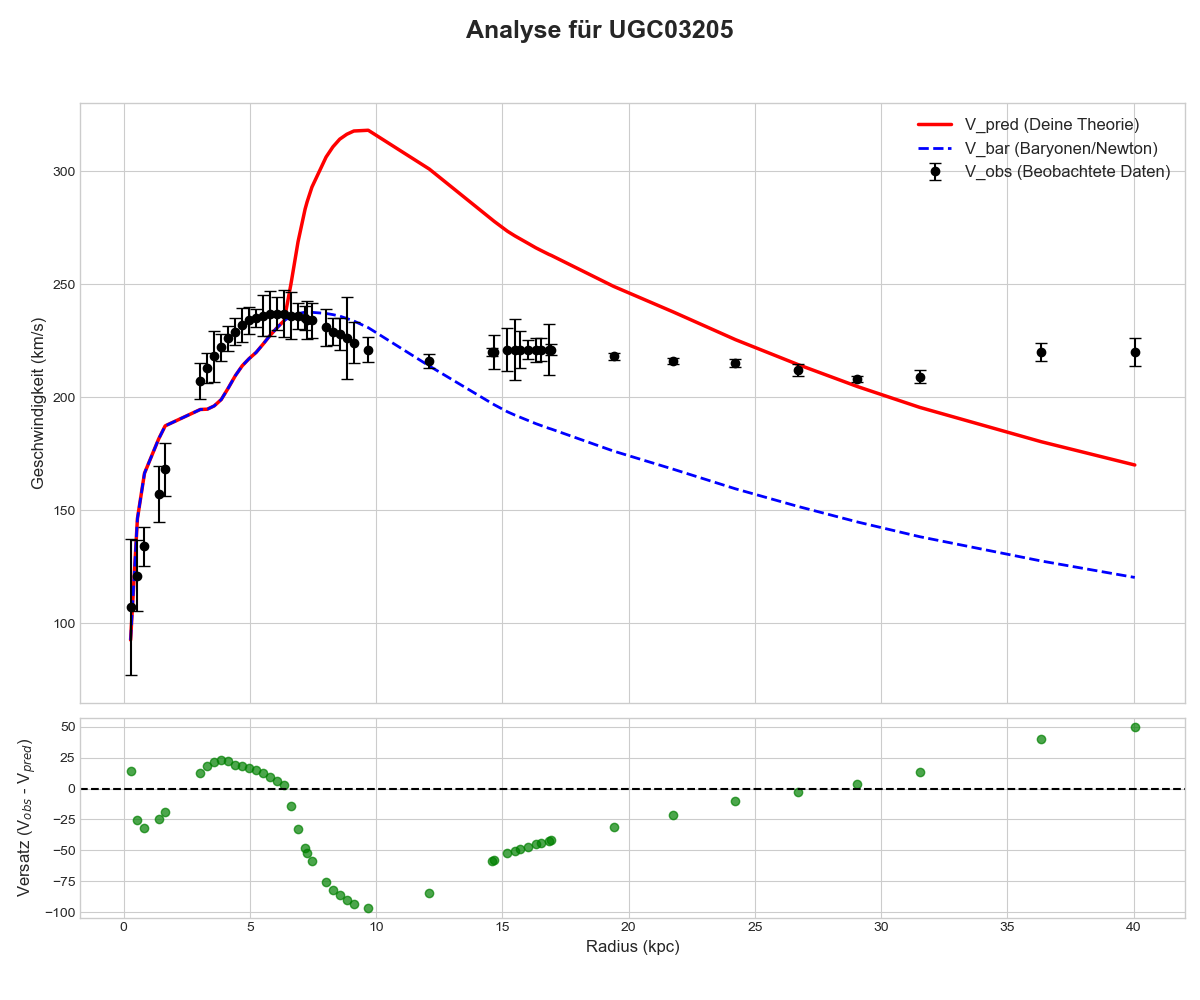 Analyse für UGC03205
V_pred (Deine Theorie)
V_bar (Baryonen/Newton)
V_obs (Beobachtete Daten)
Geschwindigkeit (km/s)
300
250
200
150
100
Versatz (V_obs - V_pred)
50
25
0
−25
−50
−75
−100
0 5 10 15 20 25 30 35 40
Radius (kpc)